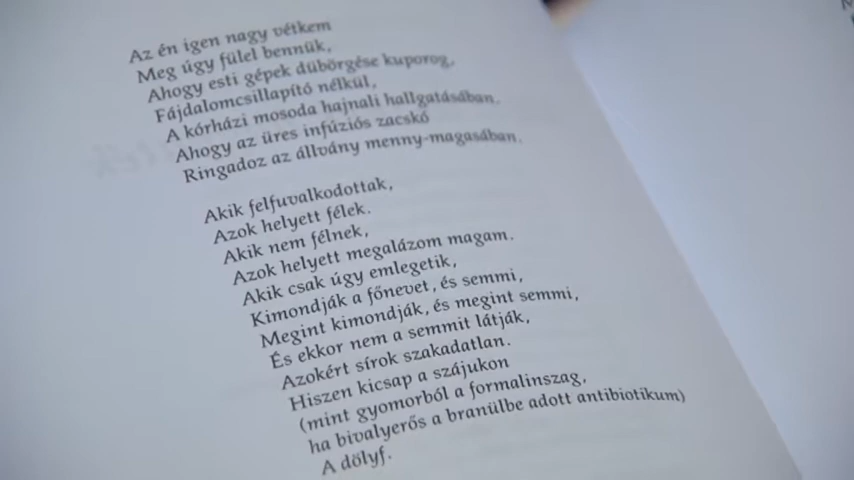 Az én igen nagy vétkem
Meg úgy fülel bennük,
Ahogy esti gépek dübörgése kuporog,
Fájdalomcsillapító nélkül,
A kórházi mosoda hajnali hallgatásában.
Ahogy az üres infúziós zacskó
Ringadoz az állvány menny-magasában.
Akik felfuvalkodottak,
Azok helyett félek.
Akik nem félnek,
Azok helyett megalázom magam.
Akik csak úgy emlegetik,
Kimondják a főnevet, és semmi,
Megint kimondják, és megint semmi,
És ekkor nem a semmit látják,
Azokért sírok szakadatlan.
Hiszen kicsap a szájukon
(mint gyomorból a formalinszag,
ha bivalyerős a branülbe adott antibiotikum)
A dölyf.